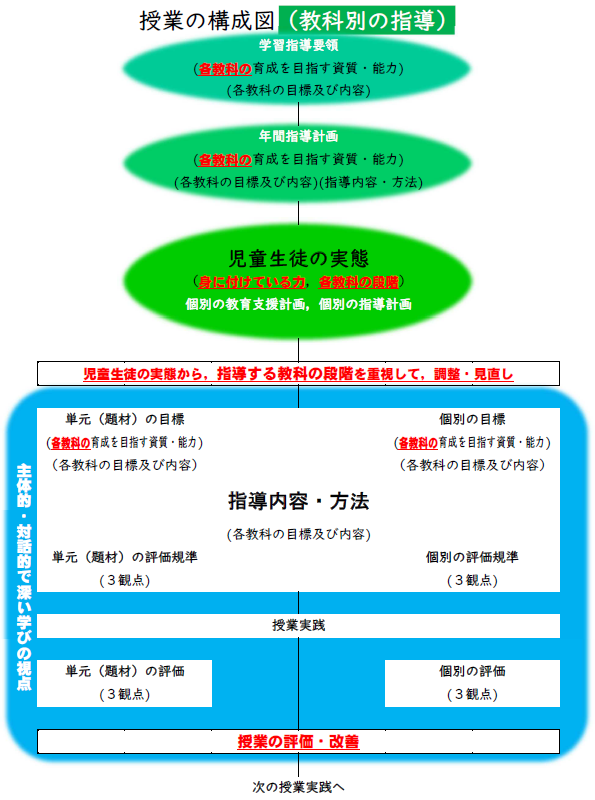 授業の構成図（教科別の指導）
学習指導要領
(各教科の育成を目指す資質・能力)
(各教科の目標及び内容)
年間指導計画
(各教科の育成を目指す資質・能力)
(各教科の目標及び内容)(指導内容・方法)
児童生徒の実態
(身に付けている力，各教科の段階)
個別の教育支援計画，個別の指導計画
児童生徒の実態から，指導する教科の段階を重視して，調整・見直し
主体的・対話的で深い学びの視点
単元（題材）の目標
(各教科の育成を目指す資質・能力)
(各教科の目標及び内容)
個別の目標
(各教科の育成を目指す資質・能力)
(各教科の目標及び内容)
指導内容・方法
(各教科の目標及び内容)
単元（題材）の評価規準
(３観点)
個別の評価規準
(３観点)
授業実践
単元（題材）の評価
(３観点)
個別の評価
(３観点)
授業の評価・改善
次の授業実践へ